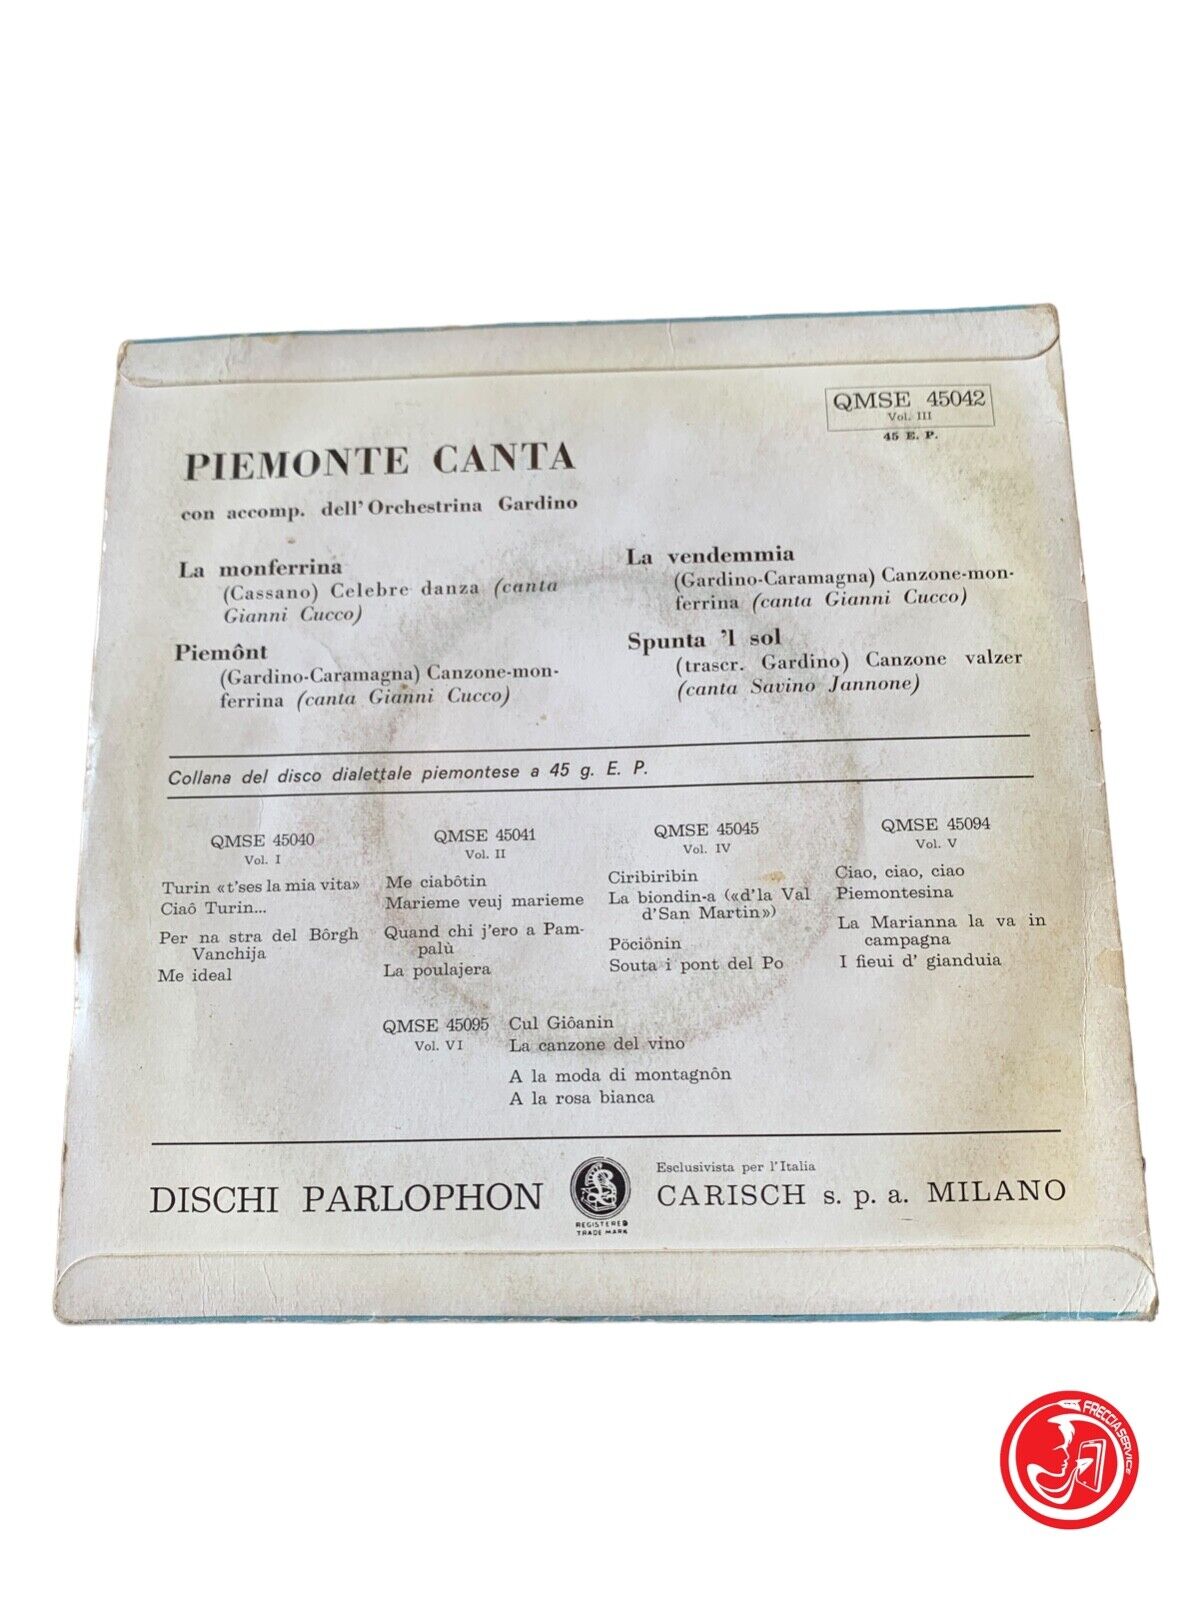 QMSE 45042
Vol. III
45 E. P.
PIEMONTE CANTA
con accomp. dell'Orchestrina Gardino
La monferrina
(Cassano) Celebre danza (canta
Gianni Cucco)
Piemônt
(Gardino-Caramagna) Canzone-mon-
ferrina (canta Gianni Cucco)
La vendemmia
(Gardino-Caramagna) Canzone-mon-
ferrina (canta Gianni Cucco)
Spunta 'l sol
(trascr. Gardino) Canzone valzer
(canta Savino Jannone)
Collana del disco dialettale piemontese a 45 g. E. P.
QMSE 45040
Vol. I
Turin «t'ses la mia vita»
Ciaô Turin...
Per na stra del Bôrgh
Vanchija
Me ideal
QMSE 45041
Vol. II
Me ciabôtin
Marieme veuj marieme
Quand chi j'ero a Pam-
palù
La poulajera
QMSE 45045
Vol. IV
Ciribiribin
La biondin-a («d'la Val
d'San Martin»)
Pöciônin
Souta i pont del Po
QMSE 45094
Vol. V
Ciao, ciao, ciao
Piemontesina
La Marianna la va in
campagna
I fieui d' gianduia
QMSE 45095
Vol. VI
Cul Giôanin
La canzone del vino
A la moda di montagnôn
A la rosa bianca
DISCHI PARLOPHON
REGISTERED
TRADE MARK
Esclusivista per l'Italia
CARISCH s. p. a. MILANO
FRECCIASERVICE